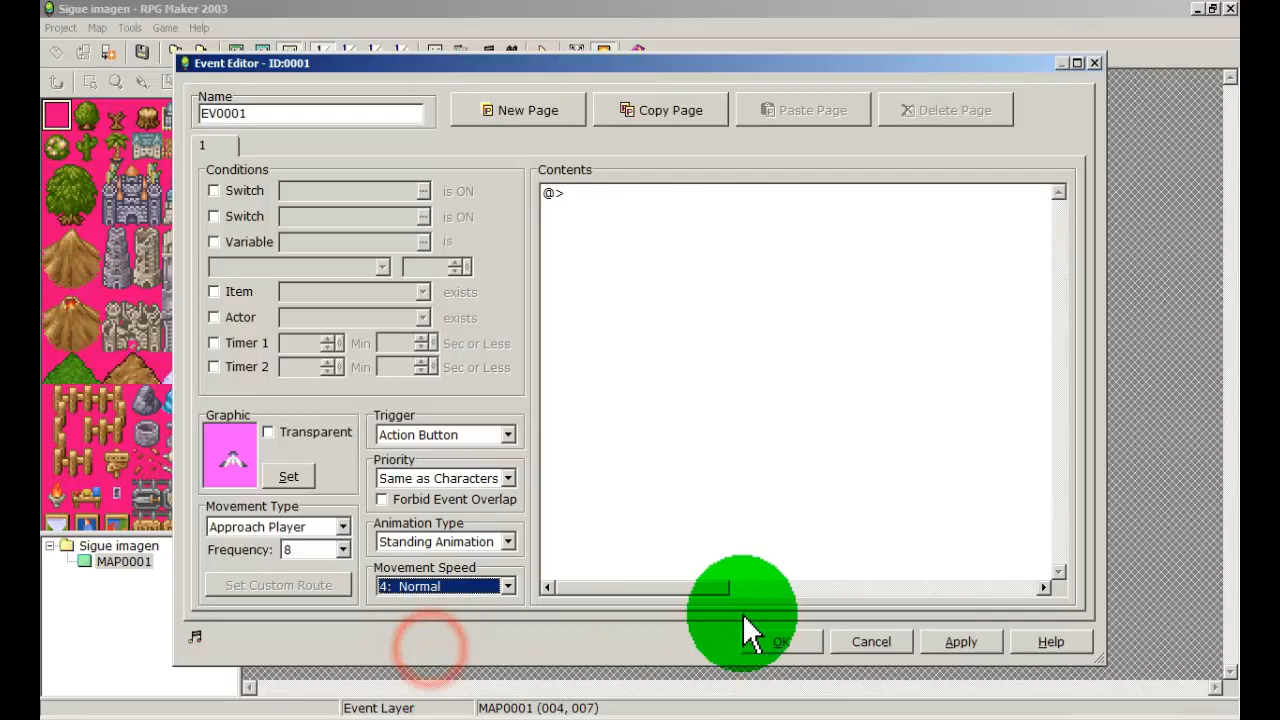 Sigue imagen - RPG Maker 2003
Project Map Tools Game Help
Event Editor - ID:0001
Name
EV0001
New Page
Copy Page
Paste Page
Delete Page
1
Conditions
Contents
Switch ... is ON
@>
Switch ... is ON
Variable ... is
Item exists
Actor exists
Timer 1 Min Sec or Less
Timer 2 Min Sec or Less
Graphic
Transparent
Set
Trigger
Action Button
Priority
Same as Characters
Forbid Event Overlap
Movement Type
Approach Player
Frequency: 8
Set Custom Route
Animation Type
Standing Animation
Movement Speed
4: Normal
Sigue imagen
MAP0001
OK
Cancel
Apply
Help
Event Layer
MAP0001 (004, 007)